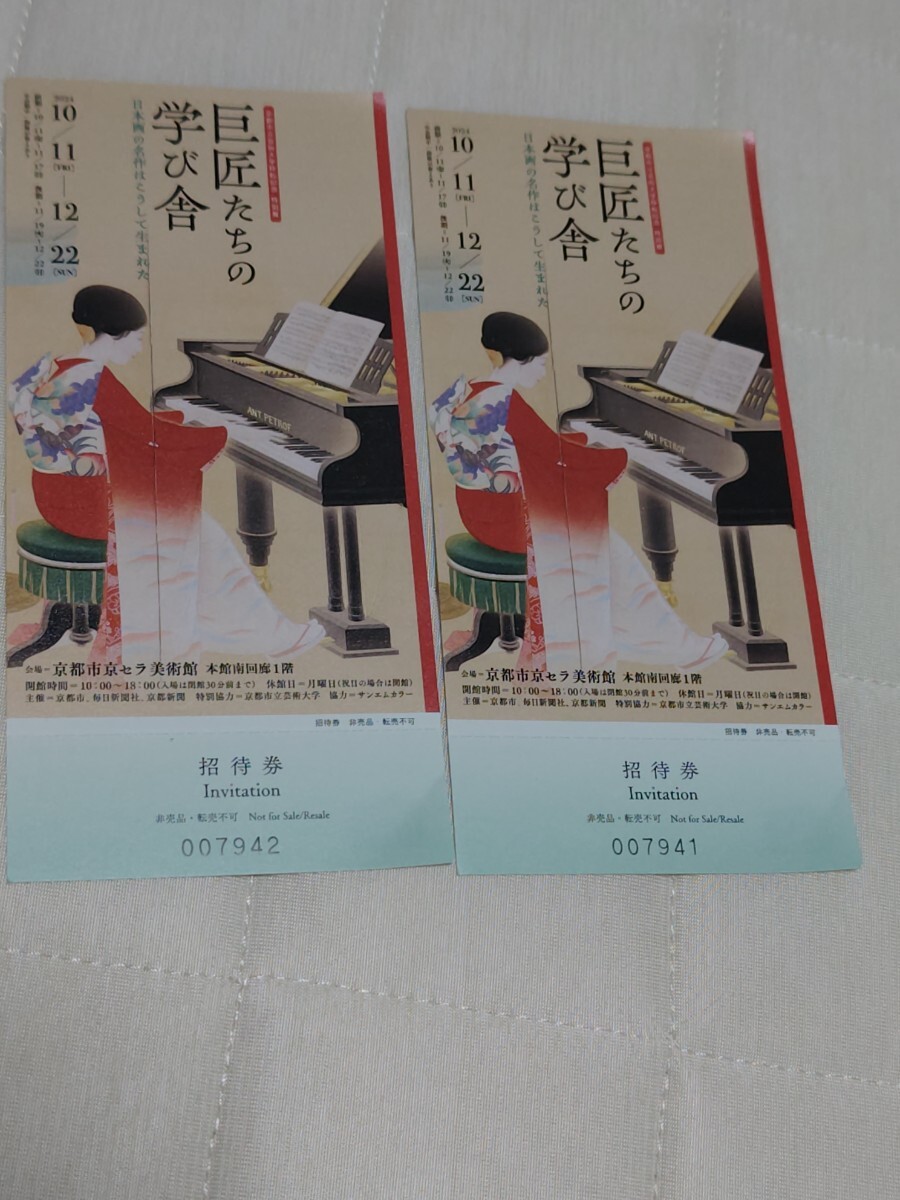 巨匠たちの
学び舎
日本画の名作はこうして生まれた
2024
10/11[FRI]—12/22[SUN]
ANT. PETROF
会場=京都市京セラ美術館 本館南回廊1階
開館時間=10:00〜18:00(入場は閉館30分前まで) 休館日=月曜日(祝日の場合は開館)
主催=京都市、毎日新聞社、京都新聞 特別協力=京都市立芸術大学 協力=サンエムカラー
招待券 非売品・転売不可
招待券
Invitation
非売品・転売不可 Not for Sale/Resale
007942
巨匠たちの
学び舎
日本画の名作はこうして生まれた
2024
10/11[FRI]—12/22[SUN]
ANT. PETROF
会場=京都市京セラ美術館 本館南回廊1階
開館時間=10:00〜18:00(入場は閉館30分前まで) 休館日=月曜日(祝日の場合は開館)
主催=京都市、毎日新聞社、京都新聞 特別協力=京都市立芸術大学 協力=サンエムカラー
招待券 非売品・転売不可
招待券
Invitation
非売品・転売不可 Not for Sale/Resale
007941